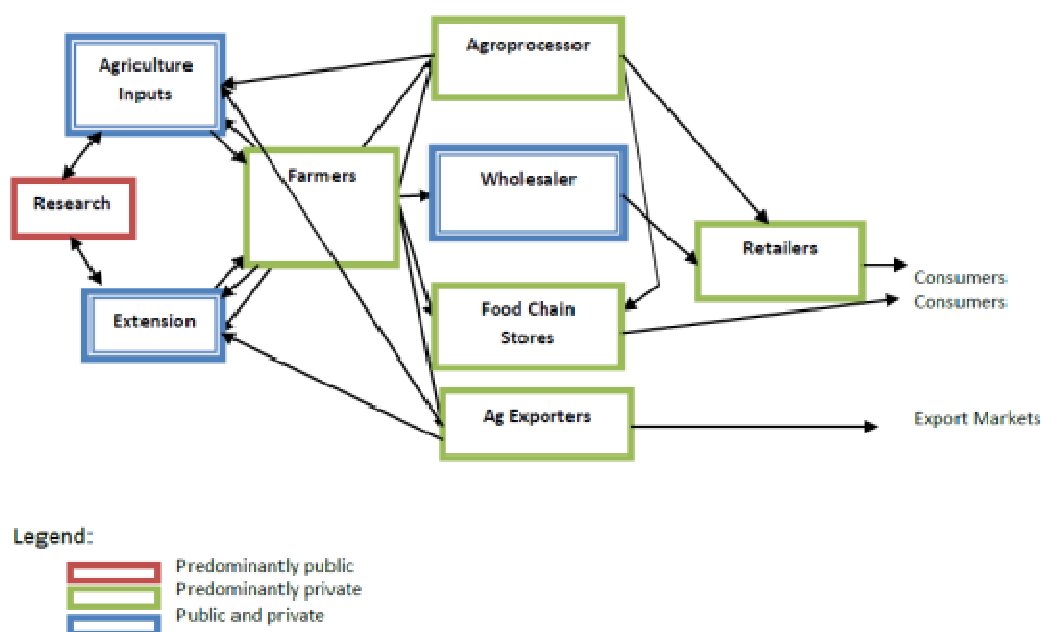 Agroprocessor
Agriculture
Inputs
Farmers
Wholesaler
Research
Retailers
Consumers
Consumers
Extension
Food Chain
Stores
Ag Exporters
Export Markets
Legend:
Predominantly public
Predominantly private
Public and private